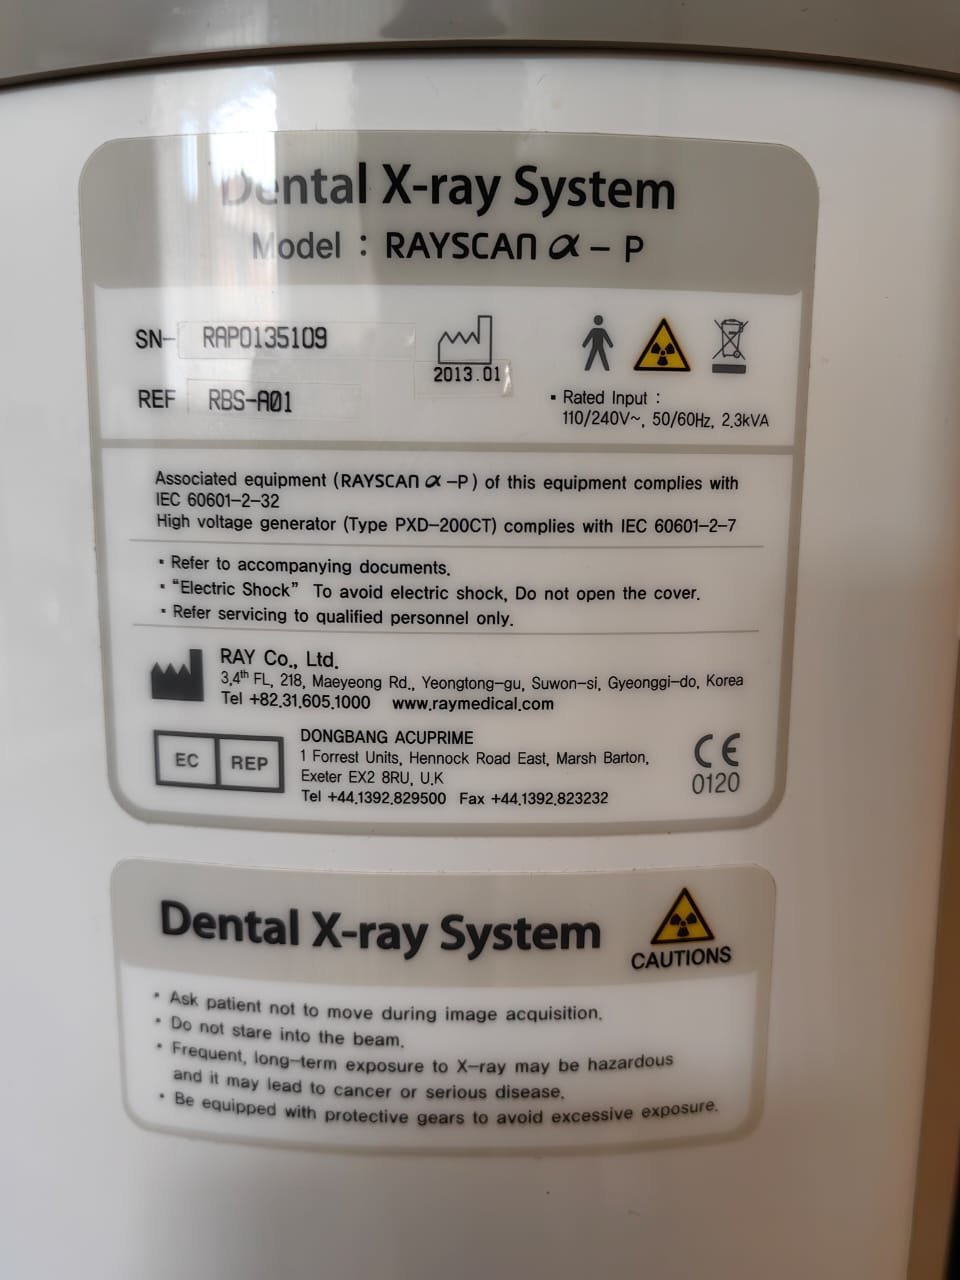 Dental X-ray System
Model : RAYSCAN α - P
SN- RAP0135109
2013.01
REF RBS-A01
▪ Rated Input :
110/240V~, 50/60Hz, 2.3kVA
Associated equipment (RAYSCAN α -P) of this equipment complies with
IEC 60601-2-32
High voltage generator (Type PXD-200CT) complies with IEC 60601-2-7
▪ Refer to accompanying documents.
▪ “Electric Shock” To avoid electric shock, Do not open the cover.
▪ Refer servicing to qualified personnel only.
RAY Co., Ltd.
3,4th FL, 218, Maeyeong Rd., Yeongtong-gu, Suwon-si, Gyeonggi-do, Korea
Tel +82.31.605.1000 www.raymedical.com
EC REP
DONGBANG ACUPRIME
1 Forrest Units, Hennock Road East, Marsh Barton,
Exeter EX2 8RU, U.K
Tel +44.1392.829500 Fax +44.1392.823232
CE
0120
Dental X-ray System
CAUTIONS
• Ask patient not to move during image acquisition.
• Do not stare into the beam.
• Frequent, long-term exposure to X-ray may be hazardous
and it may lead to cancer or serious disease.
• Be equipped with protective gears to avoid excessive exposure.